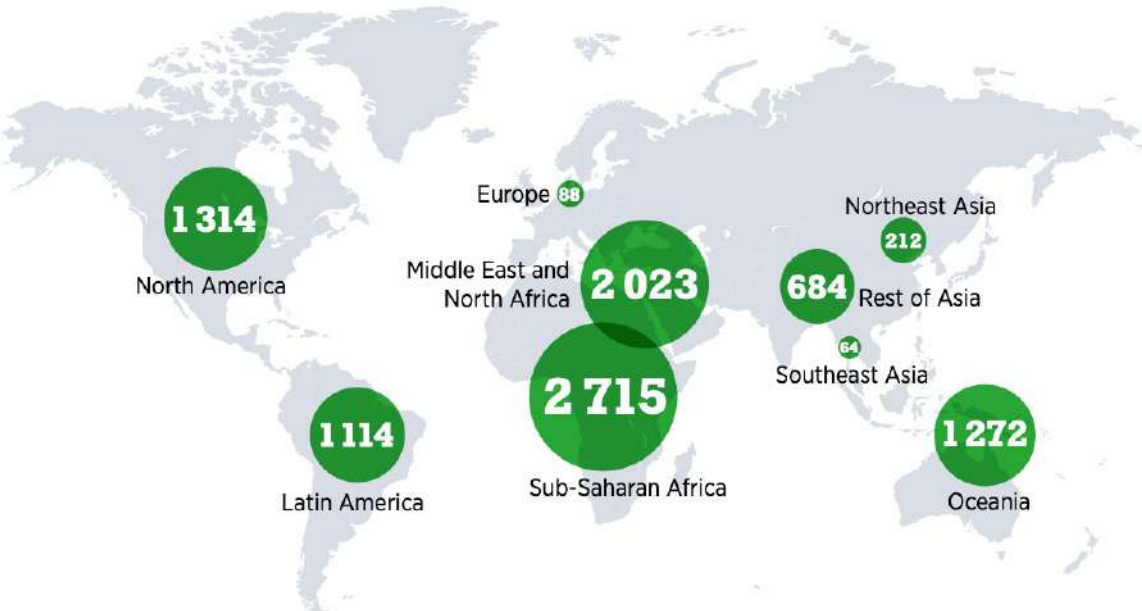 1 314
North America
Europe 88
Northeast Asia
212
Middle East and
North Africa
2 023
684
Rest of Asia
64
Southeast Asia
2 715
Sub-Saharan Africa
1 114
Latin America
1 272
Oceania